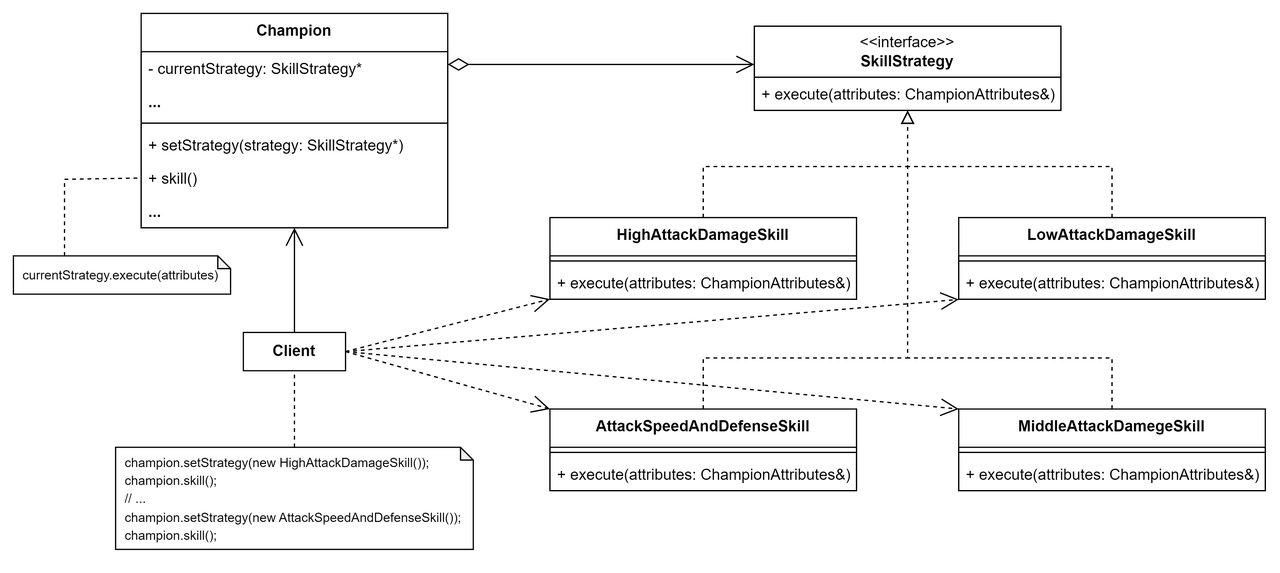 Champion
- currentStrategy: SkillStrategy*
...
+ setStrategy(strategy: SkillStrategy*)
+ skill()
...
<<interface>>
SkillStrategy
+ execute(attributes: ChampionAttributes&)
currentStrategy.execute(attributes)
HighAttackDamageSkill
+ execute(attributes: ChampionAttributes&)
LowAttackDamageSkill
+ execute(attributes: ChampionAttributes&)
Client
AttackSpeedAndDefenseSkill
+ execute(attributes: ChampionAttributes&)
MiddleAttackDamegeSkill
+ execute(attributes: ChampionAttributes&)
champion.setStrategy(new HighAttackDamageSkill());
champion.skill();
// ...
champion.setStrategy(new AttackSpeedAndDefenseSkill());
champion.skill();